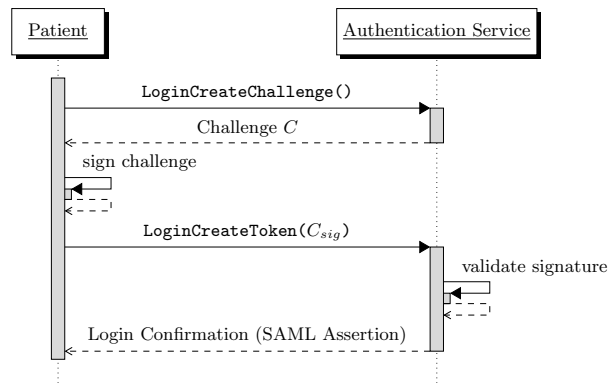 Patient
Authentication Service
LoginCreateChallenge()
Challenge C
sign challenge
LoginCreateToken(C_sig)
validate signature
Login Confirmation (SAML Assertion)